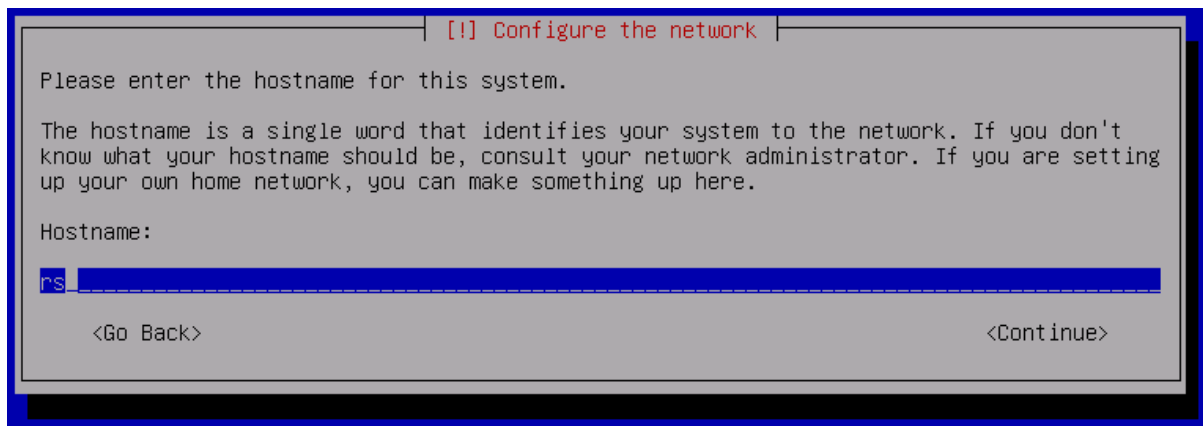 [!] Configure the network
Please enter the hostname for this system.
The hostname is a single word that identifies your system to the network. If you don't
know what your hostname should be, consult your network administrator. If you are setting
up your own home network, you can make something up here.
Hostname:
rs
<Go Back> <Continue>